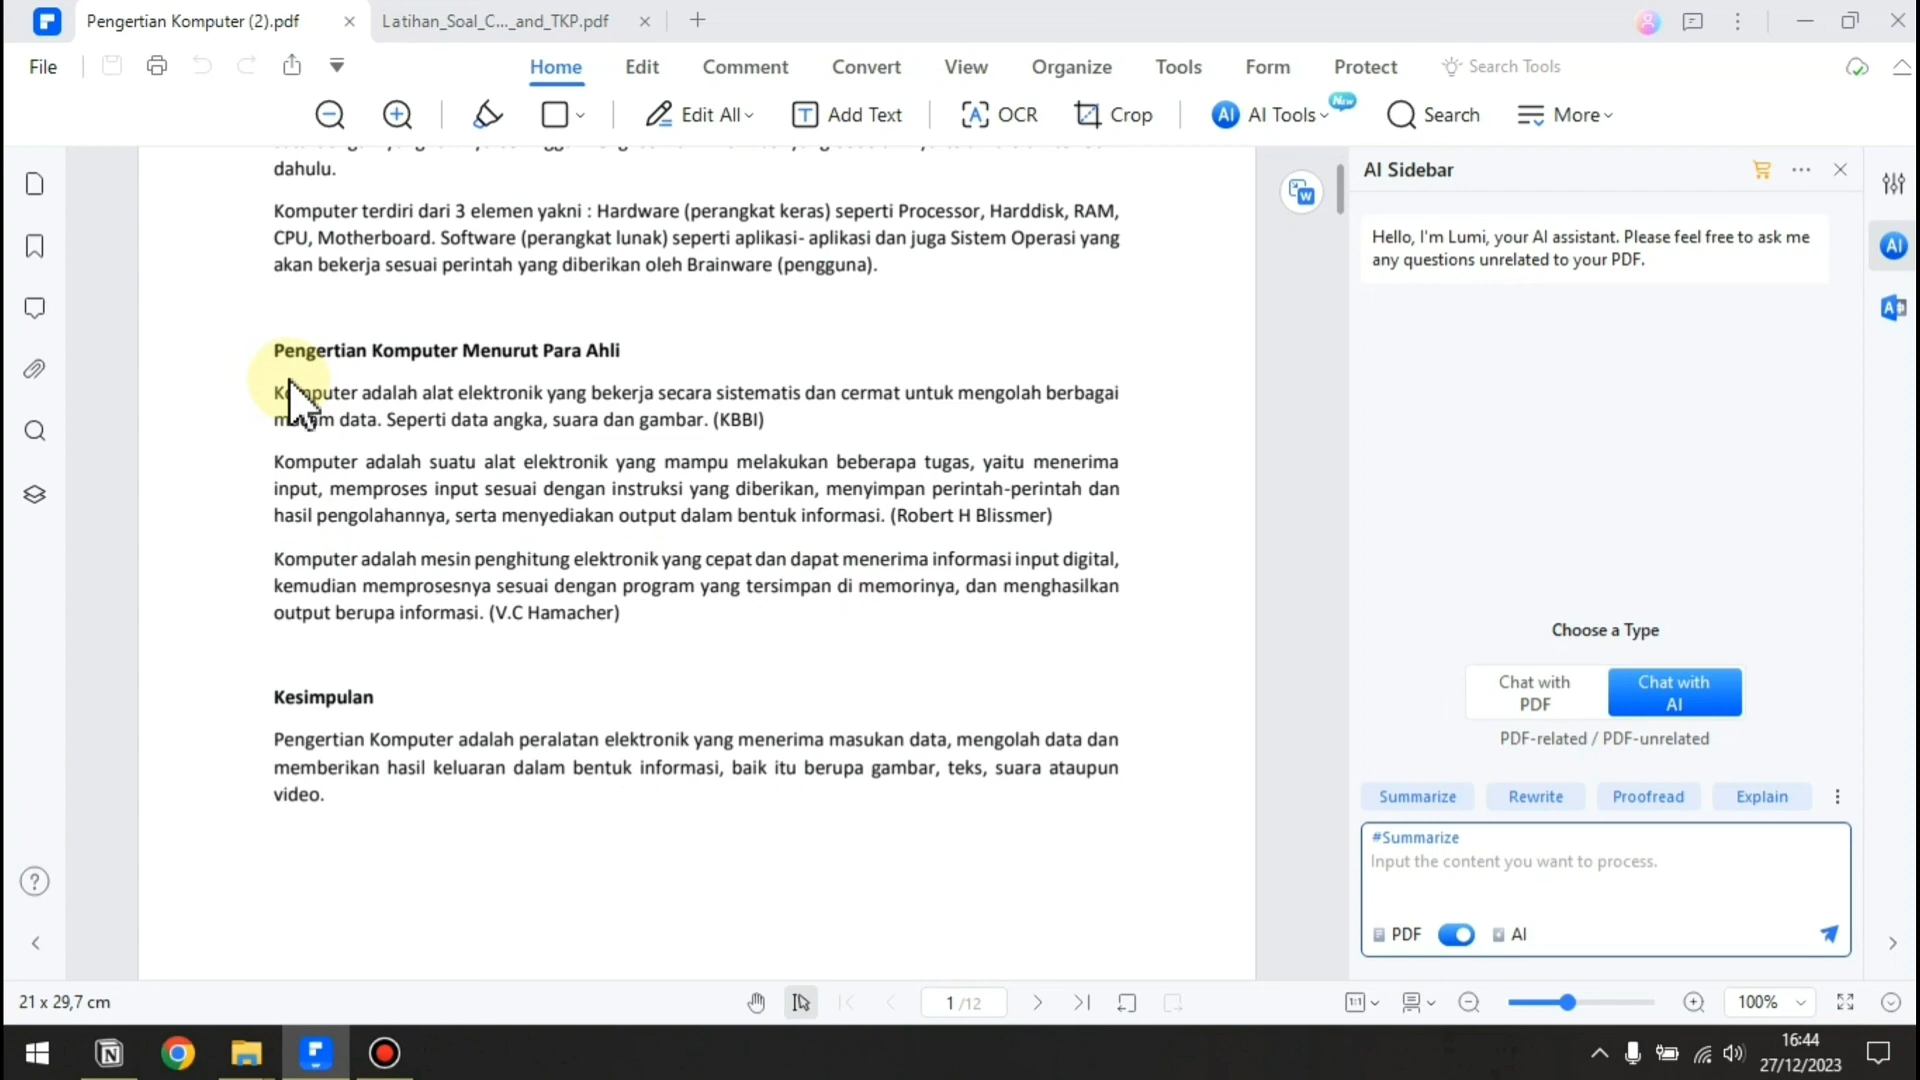 Pengertian Komputer (2).pdf
Latihan_Soal_C..._and_TKP.pdf
File
Home
Edit
Comment
Convert
View
Organize
Tools
Form
Protect
Search Tools
Edit All
Add Text
OCR
Crop
AI Tools
New
Search
More
dahulu.
Komputer terdiri dari 3 elemen yakni : Hardware (perangkat keras) seperti Processor, Harddisk, RAM,
CPU, Motherboard. Software (perangkat lunak) seperti aplikasi- aplikasi dan juga Sistem Operasi yang
akan bekerja sesuai perintah yang diberikan oleh Brainware (pengguna).
Pengertian Komputer Menurut Para Ahli
Komputer adalah alat elektronik yang bekerja secara sistematis dan cermat untuk mengolah berbagai
macam data. Seperti data angka, suara dan gambar. (KBBI)
Komputer adalah suatu alat elektronik yang mampu melakukan beberapa tugas, yaitu menerima
input, memproses input sesuai dengan instruksi yang diberikan, menyimpan perintah-perintah dan
hasil pengolahannya, serta menyediakan output dalam bentuk informasi. (Robert H Blissmer)
Komputer adalah mesin penghitung elektronik yang cepat dan dapat menerima informasi input digital,
kemudian memprosesnya sesuai dengan program yang tersimpan di memorinya, dan menghasilkan
output berupa informasi. (V.C Hamacher)
Kesimpulan
Pengertian Komputer adalah peralatan elektronik yang menerima masukan data, mengolah data dan
memberikan hasil keluaran dalam bentuk informasi, baik itu berupa gambar, teks, suara ataupun
video.
AI Sidebar
Hello, I'm Lumi, your AI assistant. Please feel free to ask me
any questions unrelated to your PDF.
Choose a Type
Chat with
PDF
Chat with
AI
PDF-related / PDF-unrelated
Summarize
Rewrite
Proofread
Explain
#Summarize
Input the content you want to process.
PDF
AI
21 x 29,7 cm
1 /12
100%
16:44
27/12/2023